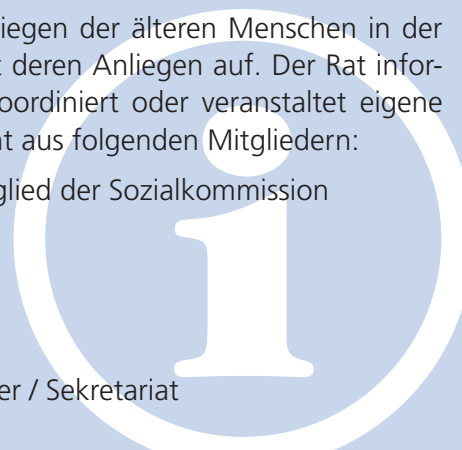 iegen der älteren Menschen in der
deren Anliegen auf. Der Rat infor-
oordiniert oder veranstaltet eigene
aus folgenden Mitgliedern:
glied der Sozialkommission
er / Sekretariat